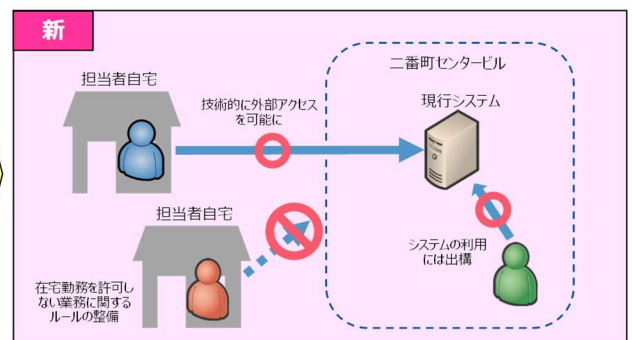 新
二番町センタービル
担当者自宅
技術的に外部アクセス
を可能に
現行システム
担当者自宅
システムの利用
には出構
在宅勤務を許可し
ない業務に関する
ルールの整備